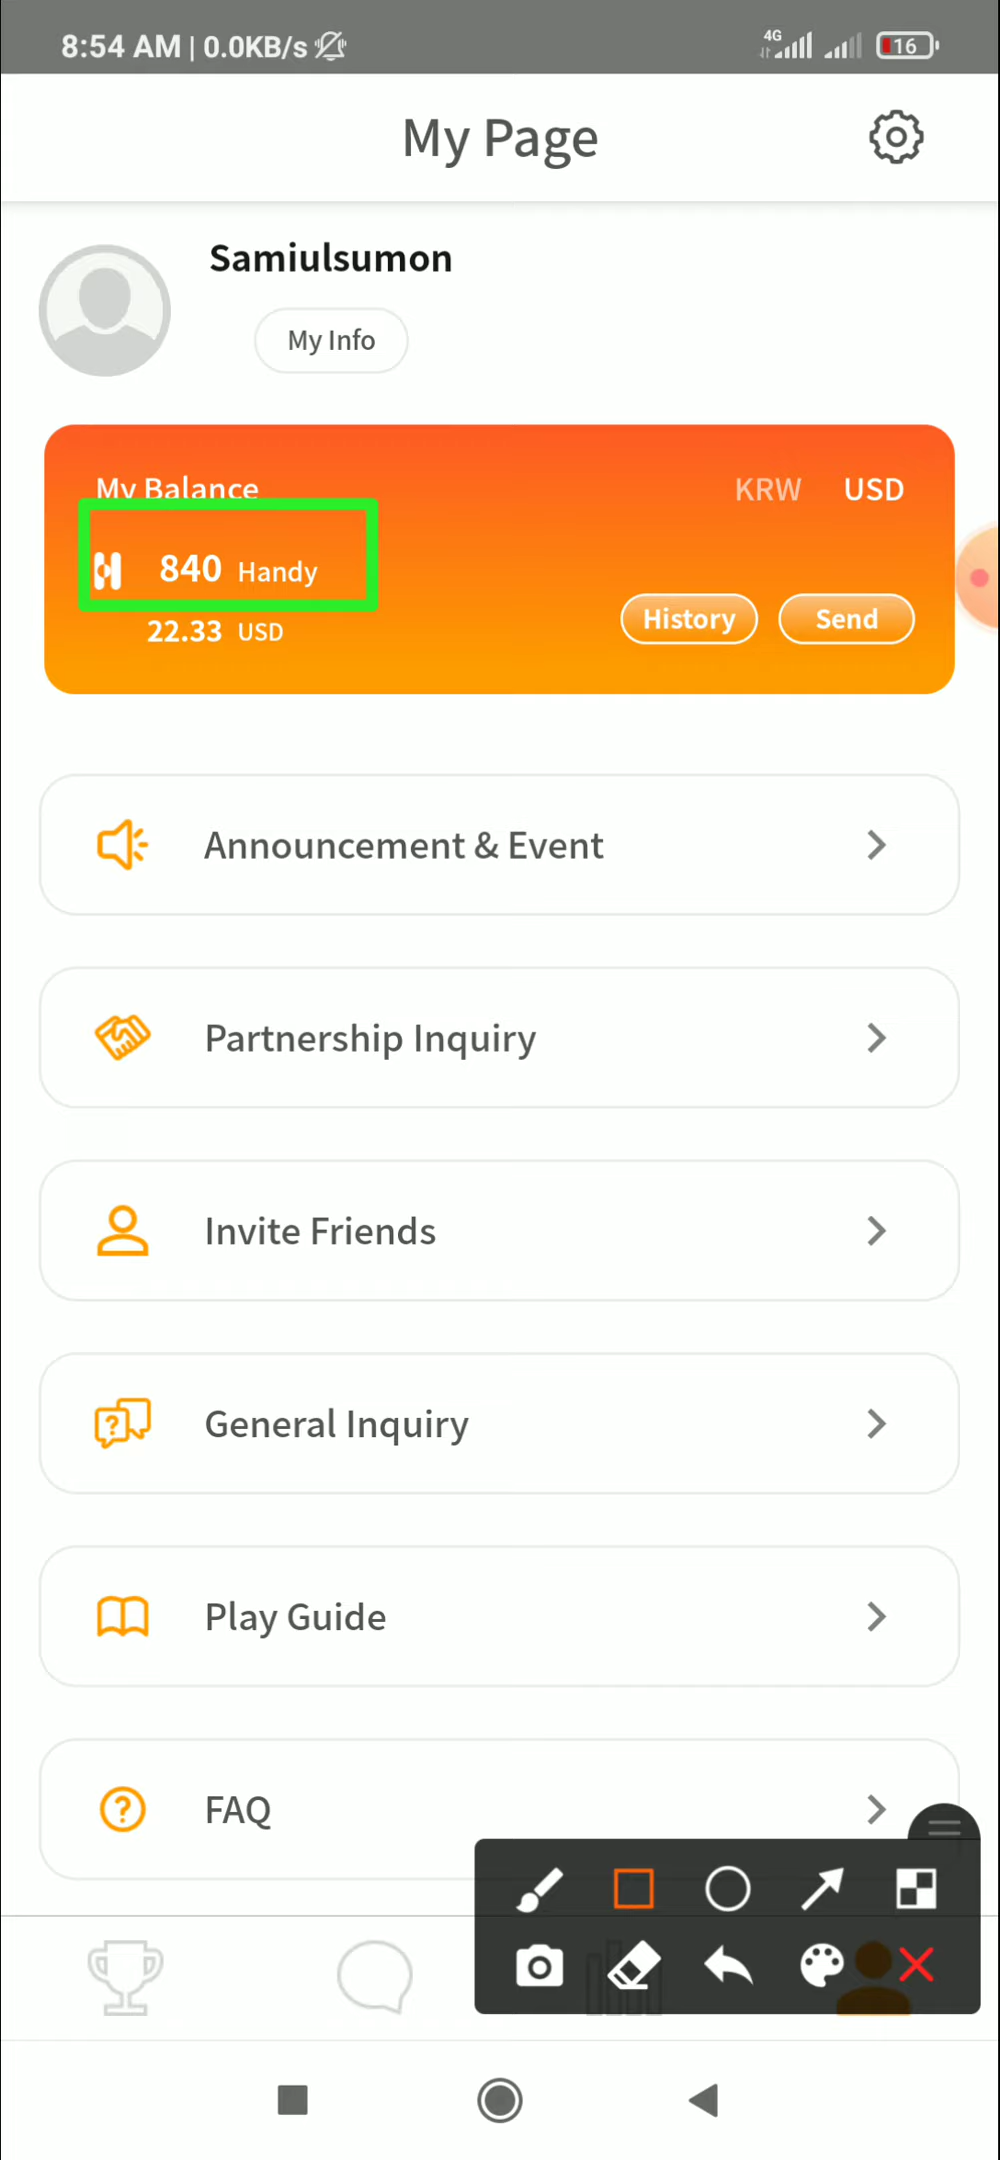 8:54 AM | 0.0KB/s 4G 16
My Page
Samiulsumon
My Info
My Balance KRW USD
840 Handy
22.33 USD History Send
Announcement & Event
Partnership Inquiry
Invite Friends
General Inquiry
Play Guide
FAQ